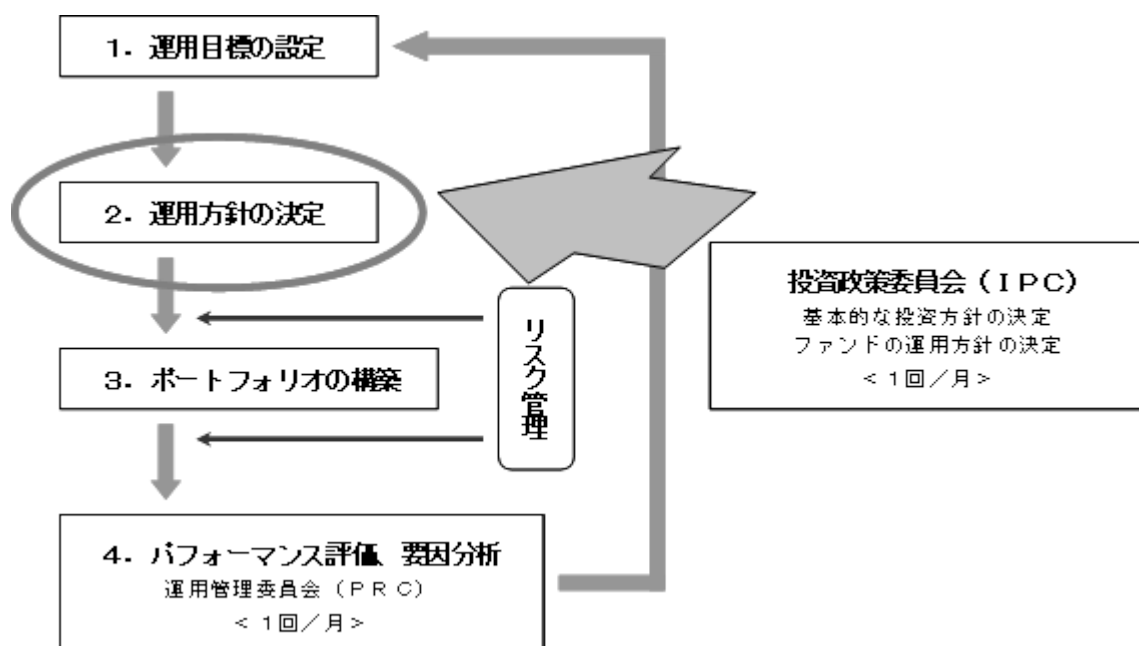 １．運用目標の設定
２．運用方針の決定
投資政策委員会（ＩＰＣ）
基本的な投資方針の決定
ファンドの運用方針の決定
＜１回／月＞
リスク管理
３．ポートフォリオの構築
４．パフォーマンス評価、要因分析
運用管理委員会（ＰＲＣ）
＜１回／月＞